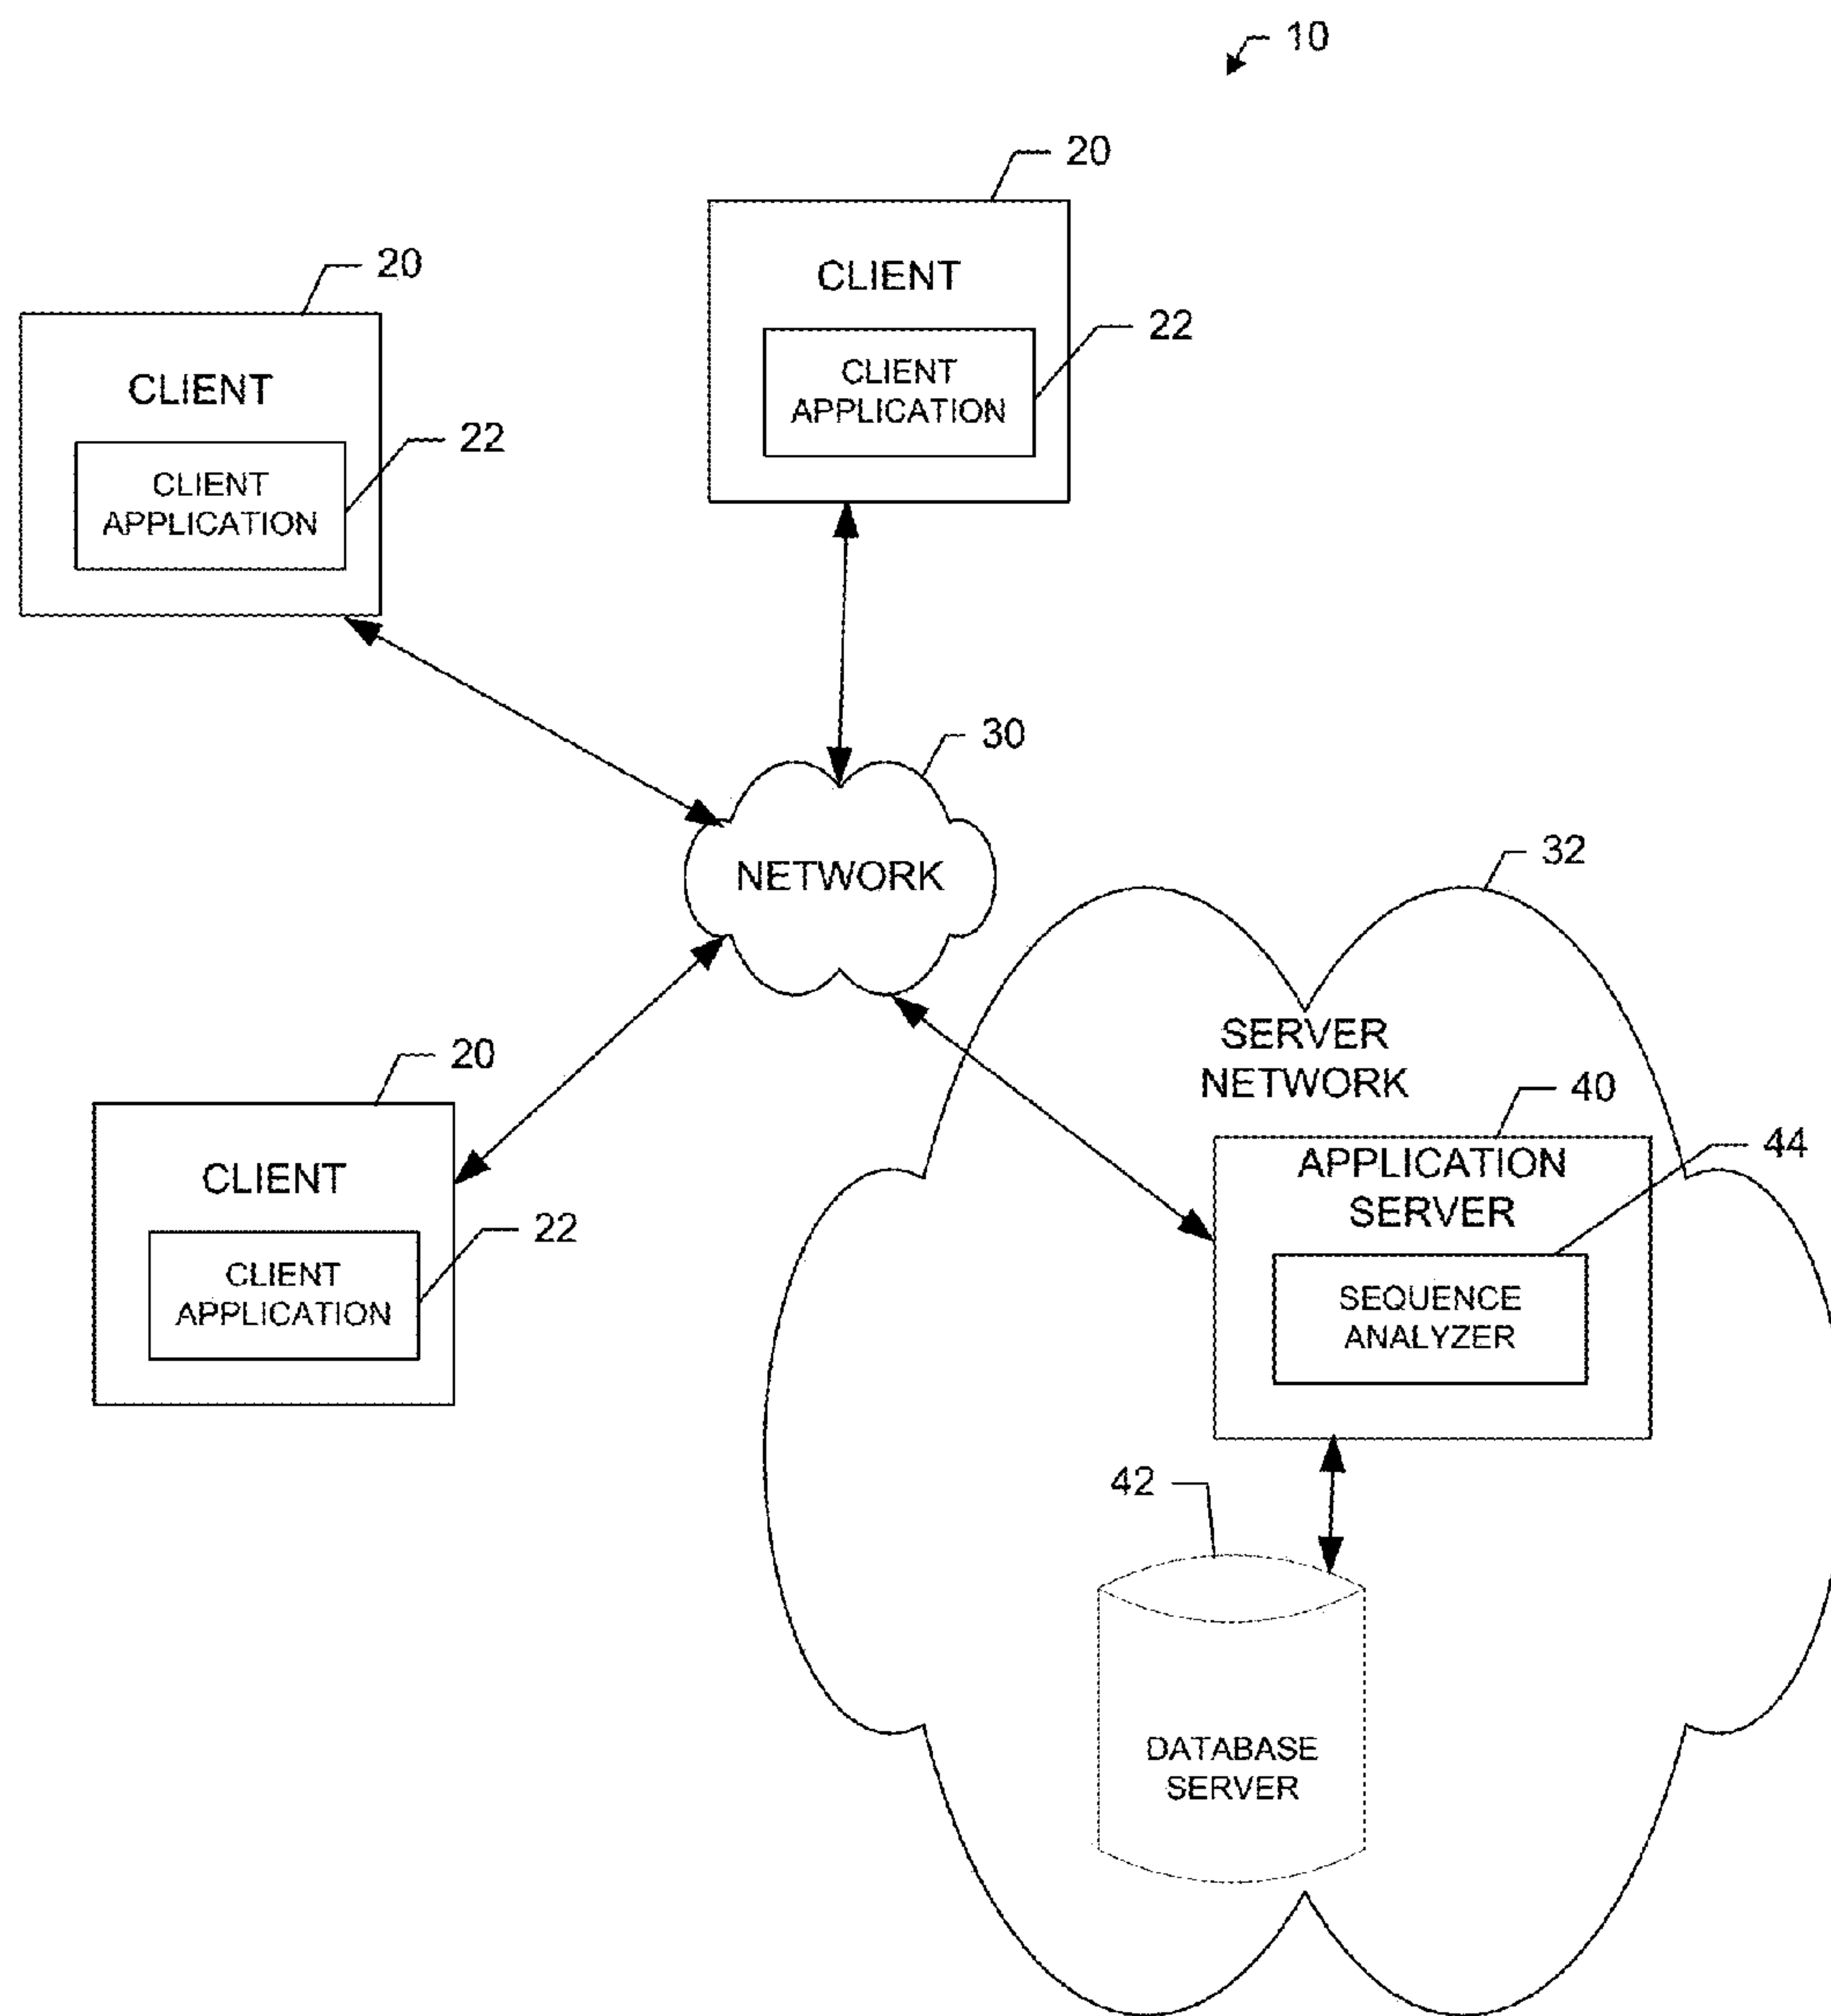 10
20
CLIENT
22
CLIENT
APPLICATION
20
CLIENT
22
CLIENT
APPLICATION
30
NETWORK
32
SERVER
NETWORK
20
CLIENT
22
CLIENT
APPLICATION
40
44
APPLICATION
SERVER
SEQUENCE
ANALYZER
42
DATABASE
SERVER